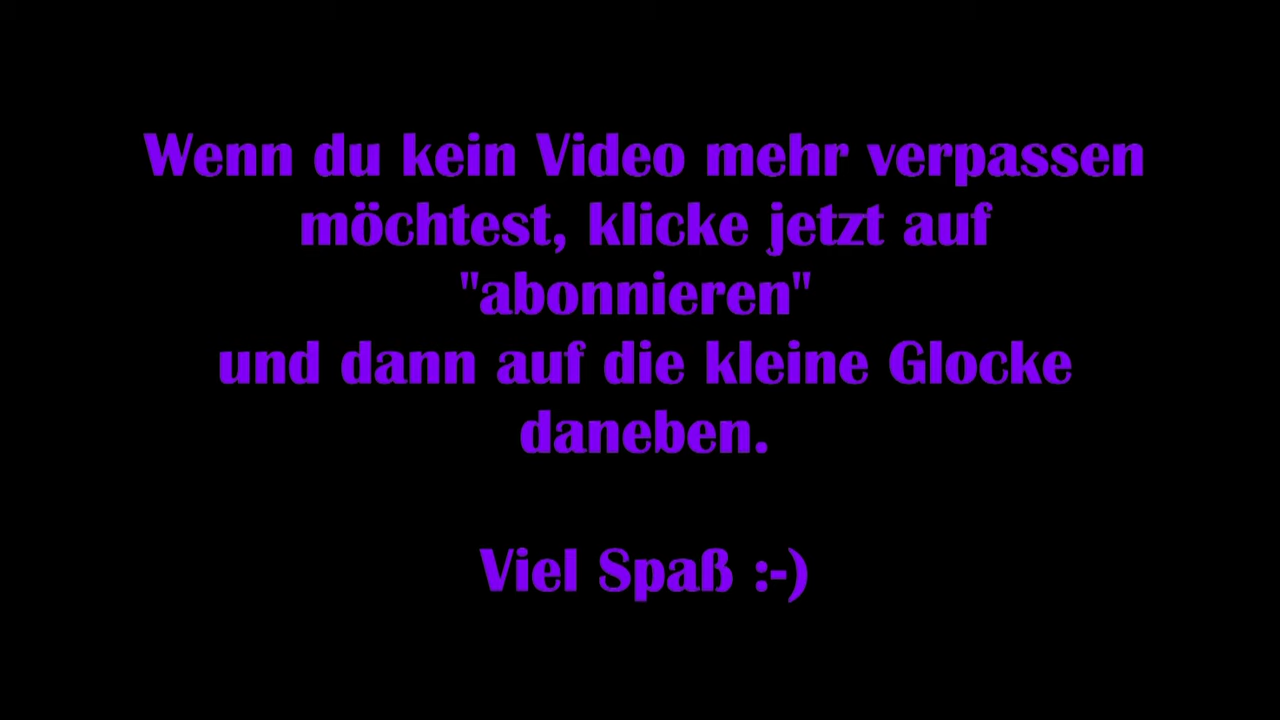 Wenn du kein Video mehr verpassen
möchtest, klicke jetzt auf
"abonnieren"
und dann auf die kleine Glocke
daneben.
Viel Spaß :-)